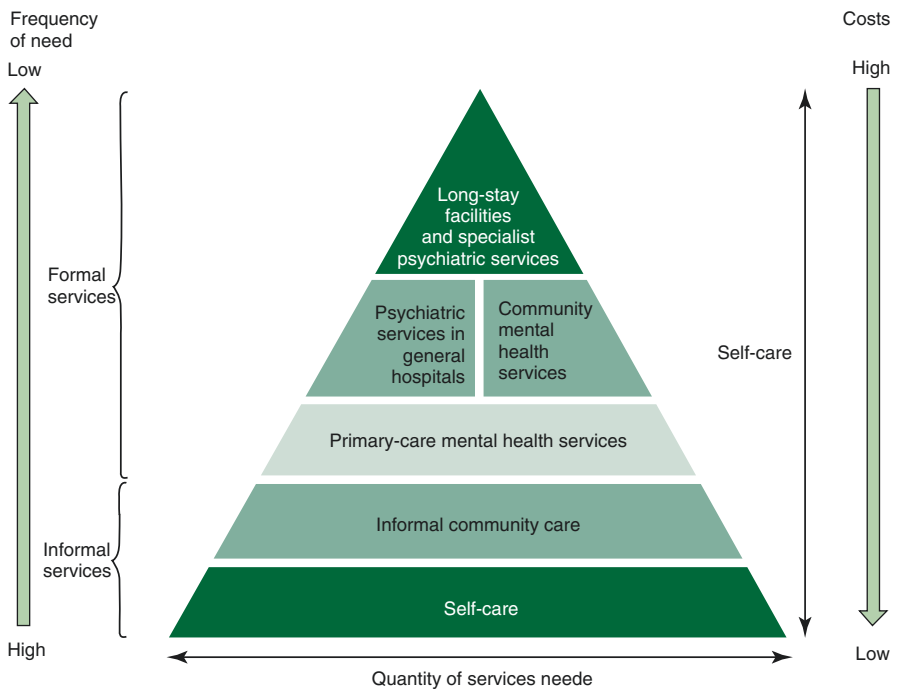 Frequency
of need
Low
Costs
High
Long-stay
facilities
and specialist
psychiatric services
Formal
services
Psychiatric
services in
general
hospitals
Community
mental
health
services
Self-care
Primary-care mental health services
Informal community care
Informal
services
Self-care
High
Low
Quantity of services neede